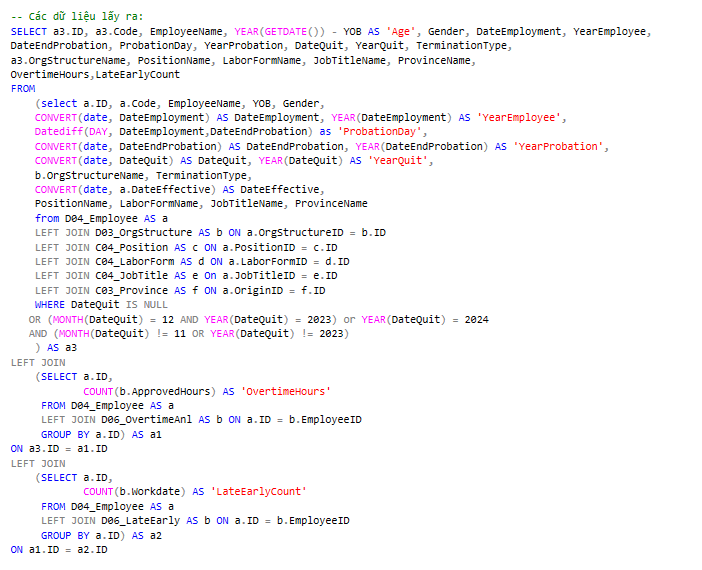 -- Các dữ liệu lấy ra:
SELECT a3.ID, a3.Code, EmployeeName, YEAR(GETDATE()) - YOB AS 'Age', Gender, DateEmployment, YearEmployee,
DateEndProbation, ProbationDay, YearProbation, DateQuit, YearQuit, TerminationType,
a3.OrgStructureName, PositionName, LaborFormName, JobTitleName, ProvinceName,
OvertimeHours,LateEarlyCount
FROM
(select a.ID, a.Code, EmployeeName, YOB, Gender,
CONVERT(date, DateEmployment) AS DateEmployment, YEAR(DateEmployment) AS 'YearEmployee',
Datediff(DAY, DateEmployment,DateEndProbation) as 'ProbationDay',
CONVERT(date, DateEndProbation) AS DateEndProbation, YEAR(DateEndProbation) AS 'YearProbation',
CONVERT(date, DateQuit) AS DateQuit, YEAR(DateQuit) AS 'YearQuit',
b.OrgStructureName, TerminationType,
CONVERT(date, a.DateEffective) AS DateEffective,
PositionName, LaborFormName, JobTitleName, ProvinceName
from D04_Employee AS a
LEFT JOIN D03_OrgStructure AS b ON a.OrgStructureID = b.ID
LEFT JOIN C04_Position AS c ON a.PositionID = c.ID
LEFT JOIN C04_LaborForm AS d ON a.LaborFormID = d.ID
LEFT JOIN C04_JobTitle AS e On a.JobTitleID = e.ID
LEFT JOIN C03_Province AS f ON a.OriginID = f.ID
WHERE DateQuit IS NULL
OR (MONTH(DateQuit) = 12 AND YEAR(DateQuit) = 2023) or YEAR(DateQuit) = 2024
AND (MONTH(DateQuit) != 11 OR YEAR(DateQuit) != 2023)
) AS a3
LEFT JOIN
(SELECT a.ID,
COUNT(b.ApprovedHours) AS 'OvertimeHours'
FROM D04_Employee AS a
LEFT JOIN D06_OvertimeAnl AS b ON a.ID = b.EmployeeID
GROUP BY a.ID) AS a1
ON a3.ID = a1.ID
LEFT JOIN
(SELECT a.ID,
COUNT(b.Workdate) AS 'LateEarlyCount'
FROM D04_Employee AS a
LEFT JOIN D06_LateEarly AS b ON a.ID = b.EmployeeID
GROUP BY a.ID) AS a2
ON a1.ID = a2.ID